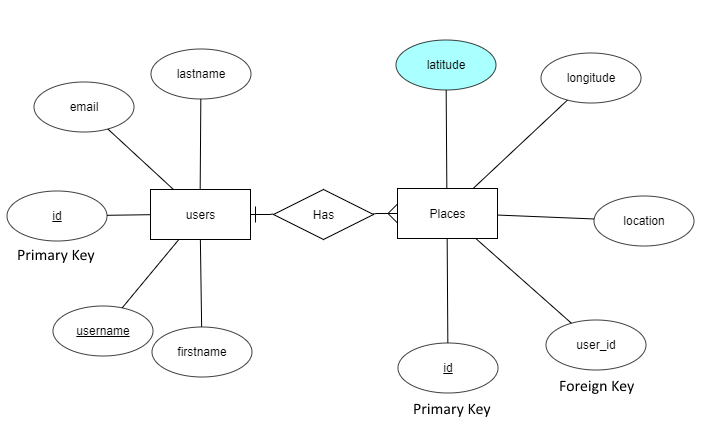 latitude
lastname
longitude
email
id
users
Has
Places
location
Primary Key
username
firstname
user_id
id
Foreign Key
Primary Key